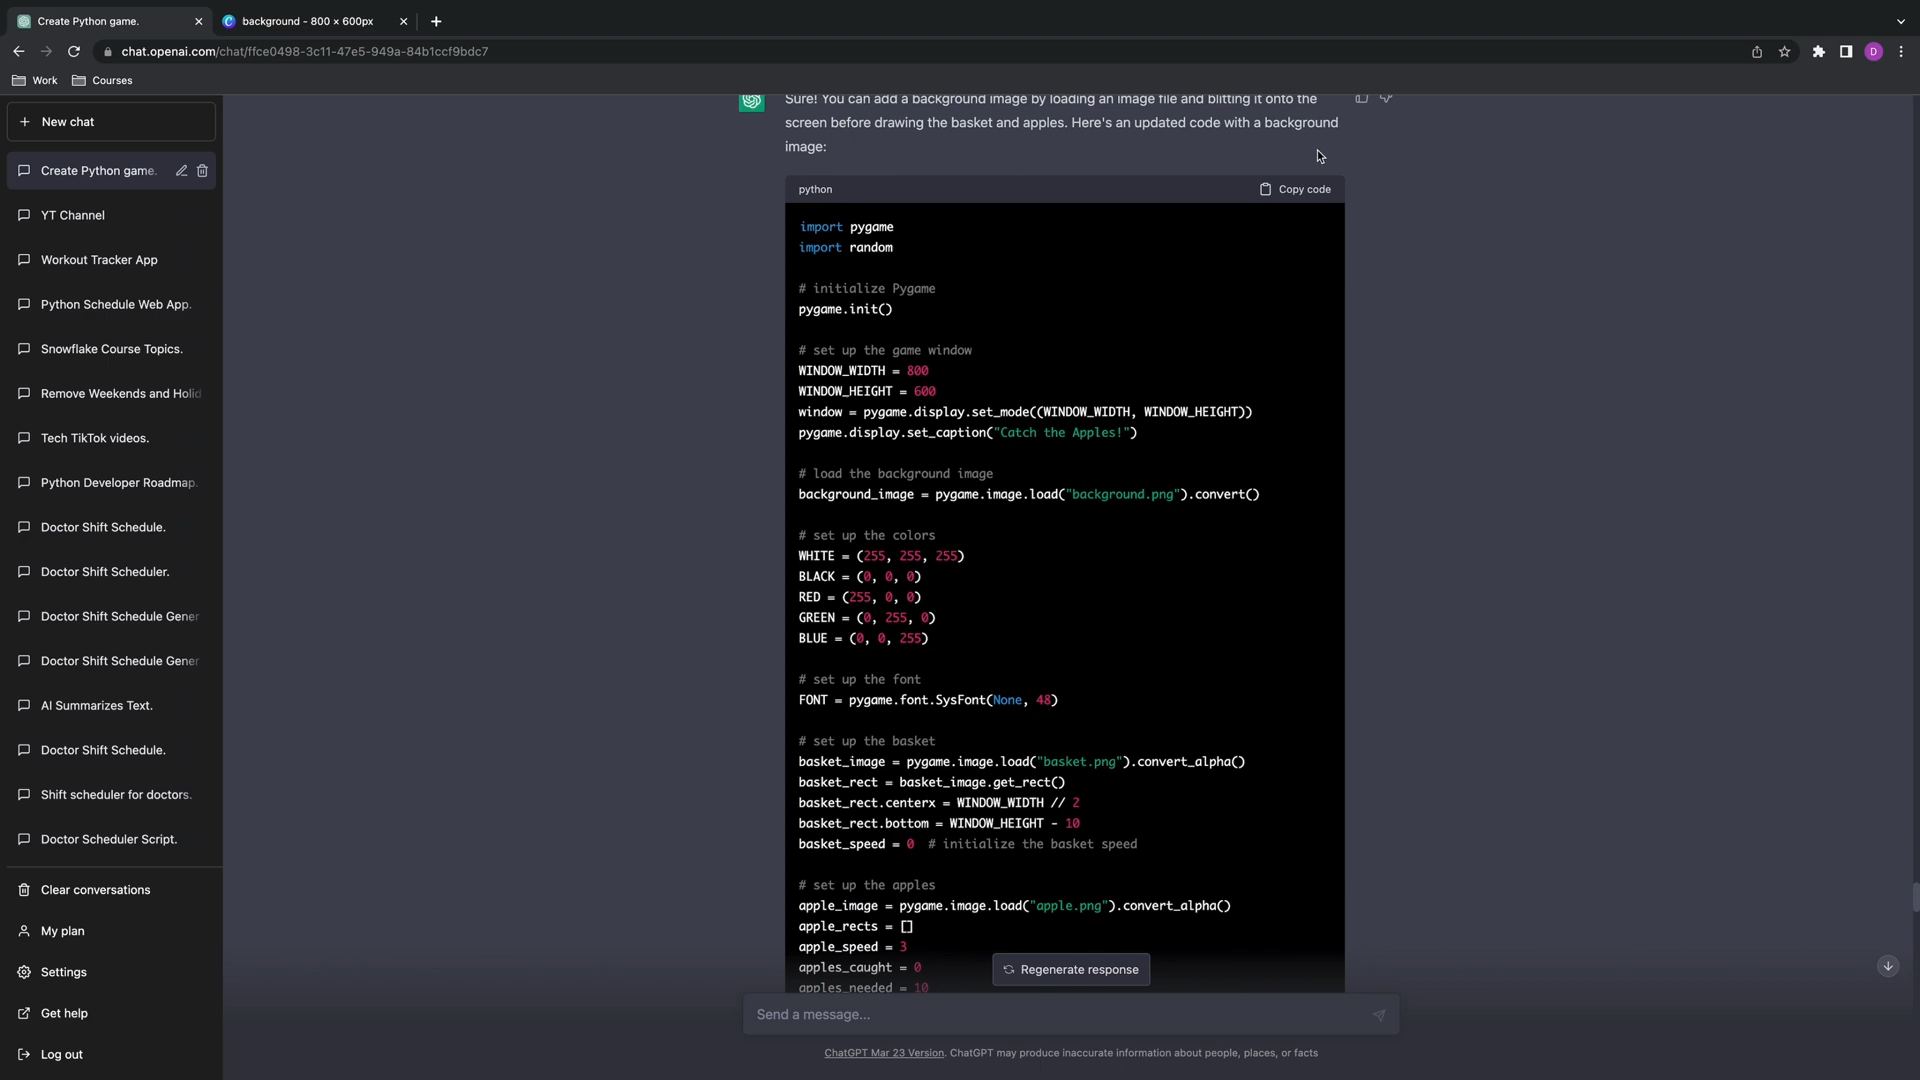 Create Python game.
background - 800 × 600px
chat.openai.com/chat/ffce0498-3c11-47e5-949a-84b1ccf9bdc7
D
Work
Courses
New chat
Create Python game.
YT Channel
Workout Tracker App
Python Schedule Web App.
Snowflake Course Topics.
Remove Weekends and Holid
Tech TikTok videos.
Python Developer Roadmap.
Doctor Shift Schedule.
Doctor Shift Scheduler.
Doctor Shift Schedule Gener
Doctor Shift Schedule Gener
AI Summarizes Text.
Doctor Shift Schedule.
Shift scheduler for doctors.
Doctor Scheduler Script.
Clear conversations
My plan
Settings
Get help
Log out
Sure! You can add a background image by loading an image file and blitting it onto the
screen before drawing the basket and apples. Here's an updated code with a background
image:
python
Copy code
import pygame
import random
# initialize Pygame
pygame.init()
# set up the game window
WINDOW_WIDTH = 800
WINDOW_HEIGHT = 600
window = pygame.display.set_mode((WINDOW_WIDTH, WINDOW_HEIGHT))
pygame.display.set_caption("Catch the Apples!")
# load the background image
background_image = pygame.image.load("background.png").convert()
# set up the colors
WHITE = (255, 255, 255)
BLACK = (0, 0, 0)
RED = (255, 0, 0)
GREEN = (0, 255, 0)
BLUE = (0, 0, 255)
# set up the font
FONT = pygame.font.SysFont(None, 48)
# set up the basket
basket_image = pygame.image.load("basket.png").convert_alpha()
basket_rect = basket_image.get_rect()
basket_rect.centerx = WINDOW_WIDTH // 2
basket_rect.bottom = WINDOW_HEIGHT - 10
basket_speed = 0  # initialize the basket speed
# set up the apples
apple_image = pygame.image.load("apple.png").convert_alpha()
apple_rects = []
apple_speed = 3
apples_caught = 0
apples_needed = 10
Regenerate response
Send a message...
ChatGPT Mar 23 Version. ChatGPT may produce inaccurate information about people, places, or facts